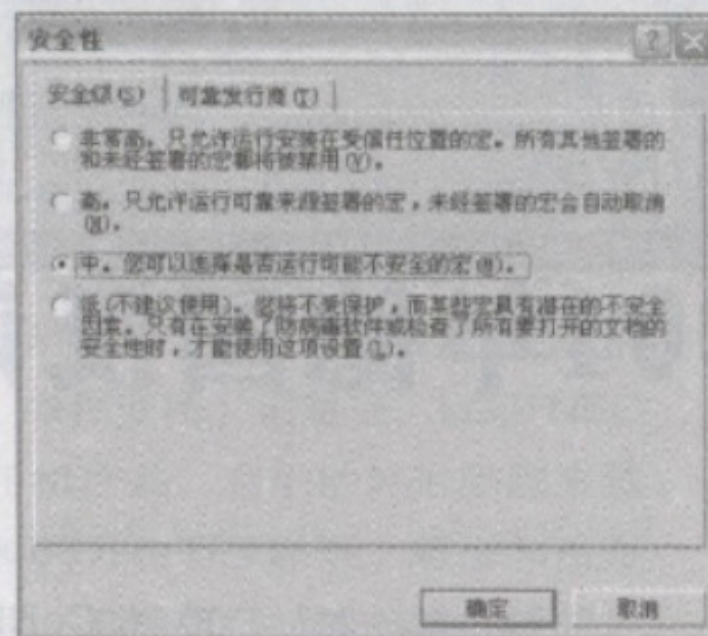 安全性
安全级(S)
可靠发行商(T)
非常高。只允许运行安装在受信任位置的宏。所有其他签署的
和未经签署的宏都将被禁用(V)。
高。只允许运行可靠来源签署的宏，未经签署的宏会自动取消
(H)。
中。您可以选择是否运行可能不安全的宏(M)。
低(不建议使用)。您将不受保护，而某些宏具有潜在的不安全
因素。只有在安装了防病毒软件或检查了所有要打开的文档的
安全性时，才能使用这项设置(L)。
确定
取消